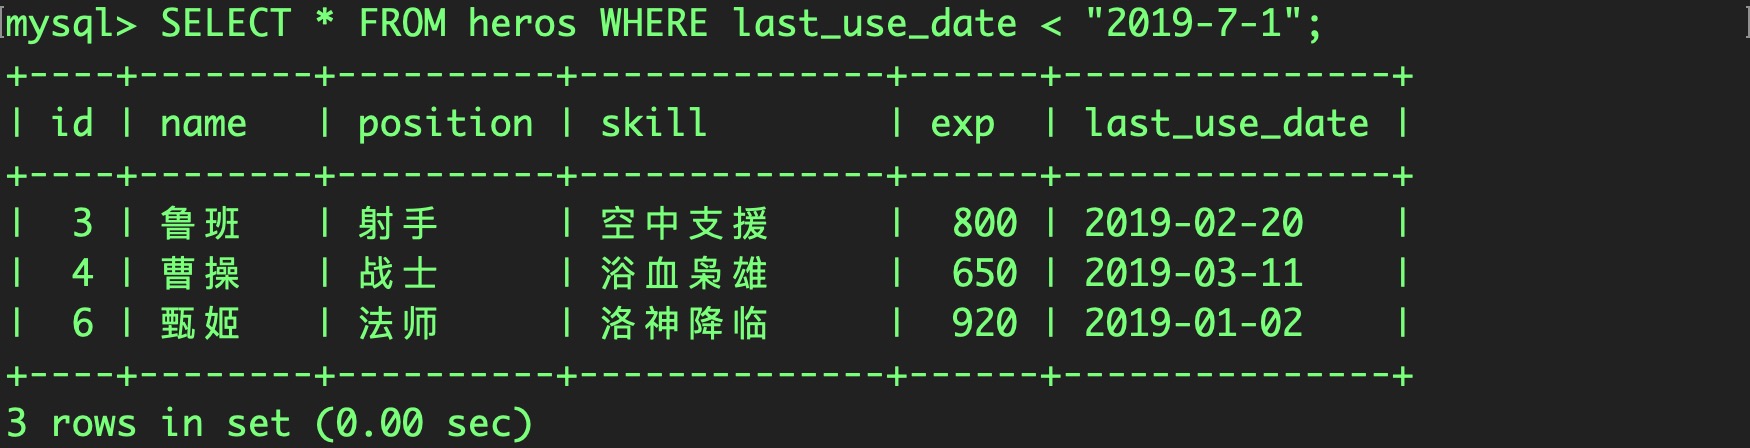 mysql> SELECT * FROM heros WHERE last_use_date < "2019-7-1";
+----+--------+----------+--------------+------+---------------+
| id | name   | position | skill        | exp  | last_use_date |
+----+--------+----------+--------------+------+---------------+
|  3 | 鲁班   | 射手     | 空中支援     |  800 | 2019-02-20    |
|  4 | 曹操   | 战士     | 浴血枭雄     |  650 | 2019-03-11    |
|  6 | 甄姬   | 法师     | 洛神降临     |  920 | 2019-01-02    |
+----+--------+----------+--------------+------+---------------+
3 rows in set (0.00 sec)